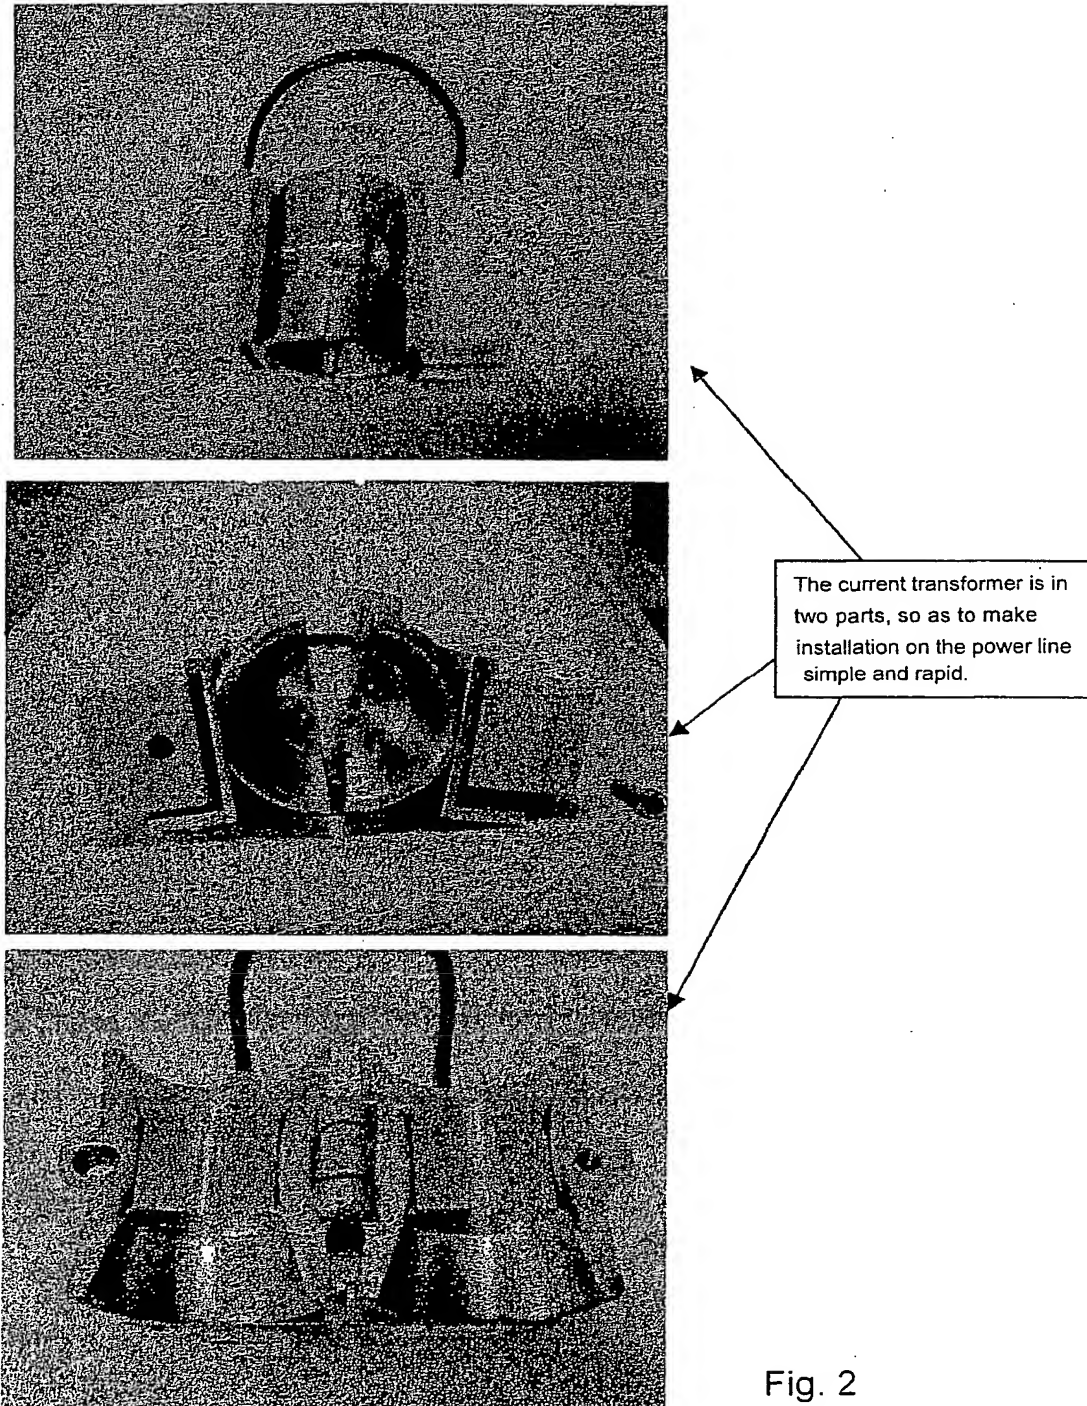 The current transformer is in
two parts, so as to make
installation on the power line
simple and rapid.
Fig. 2